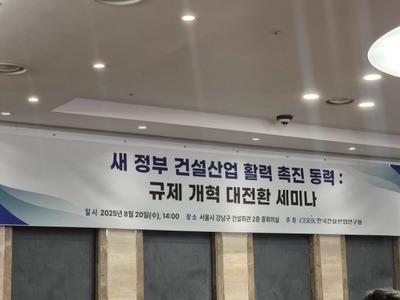 새 정부 건설산업 활력 촉진 동력 :
규제 개혁 대전환 세미나
일 시 2025년 8월 20일(수), 14:00 장 소 서울시 강남구 건설회관 2층 중회의실 주 최 CERIK 한국건설산업연구원